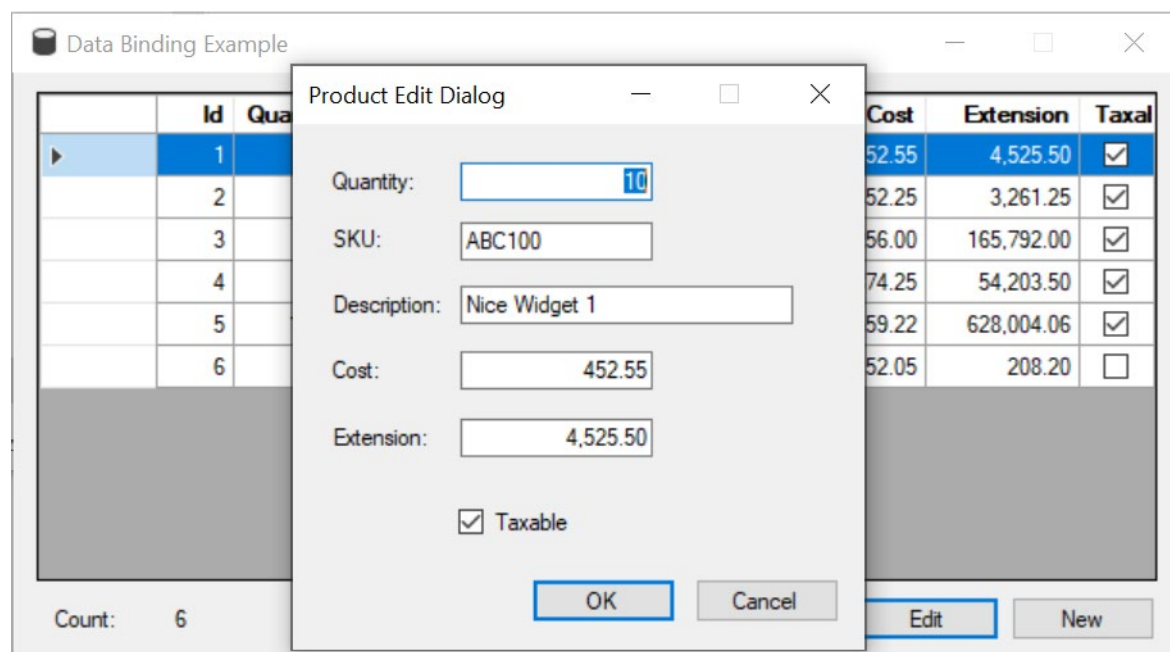 Data Binding Example
Product Edit Dialog
Id Qua Cost Extension Taxal
1 52.55 4,525.50
2 52.25 3,261.25
3 56.00 165,792.00
4 74.25 54,203.50
5 59.22 628,004.06
6 52.05 208.20
Quantity: 10
SKU: ABC100
Description: Nice Widget 1
Cost: 452.55
Extension: 4,525.50
Taxable
OK Cancel
Count: 6 Edit New